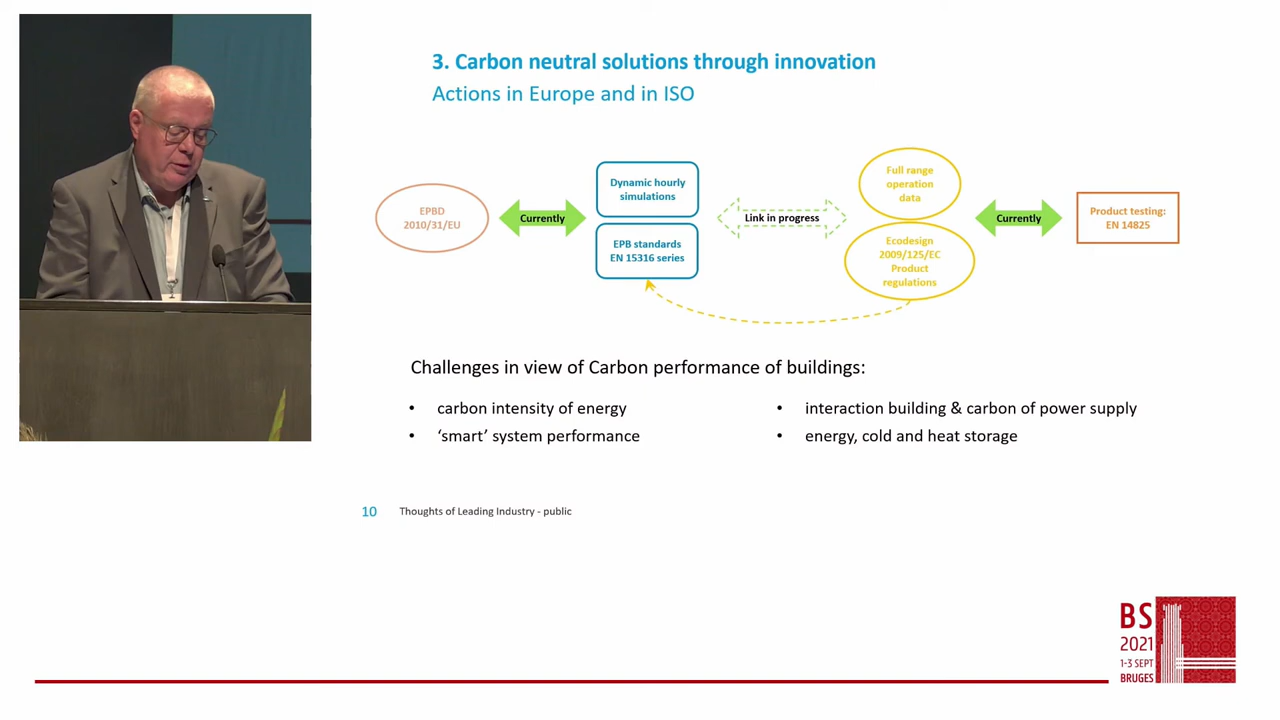 3. Carbon neutral solutions through innovation
Actions in Europe and in ISO
EPBD
2010/31/EU
Currently
Dynamic hourly
simulations
EPB standards
EN 15316 series
Link in progress
Full range
operation
data
Ecodesign
2009/125/EC
Product
regulations
Currently
Product testing:
EN 14825
Challenges in view of Carbon performance of buildings:
• carbon intensity of energy
• ‘smart’ system performance
• interaction building & carbon of power supply
• energy, cold and heat storage
10 Thoughts of Leading Industry - public
BS
2021
1-3 SEPT
BRUGES